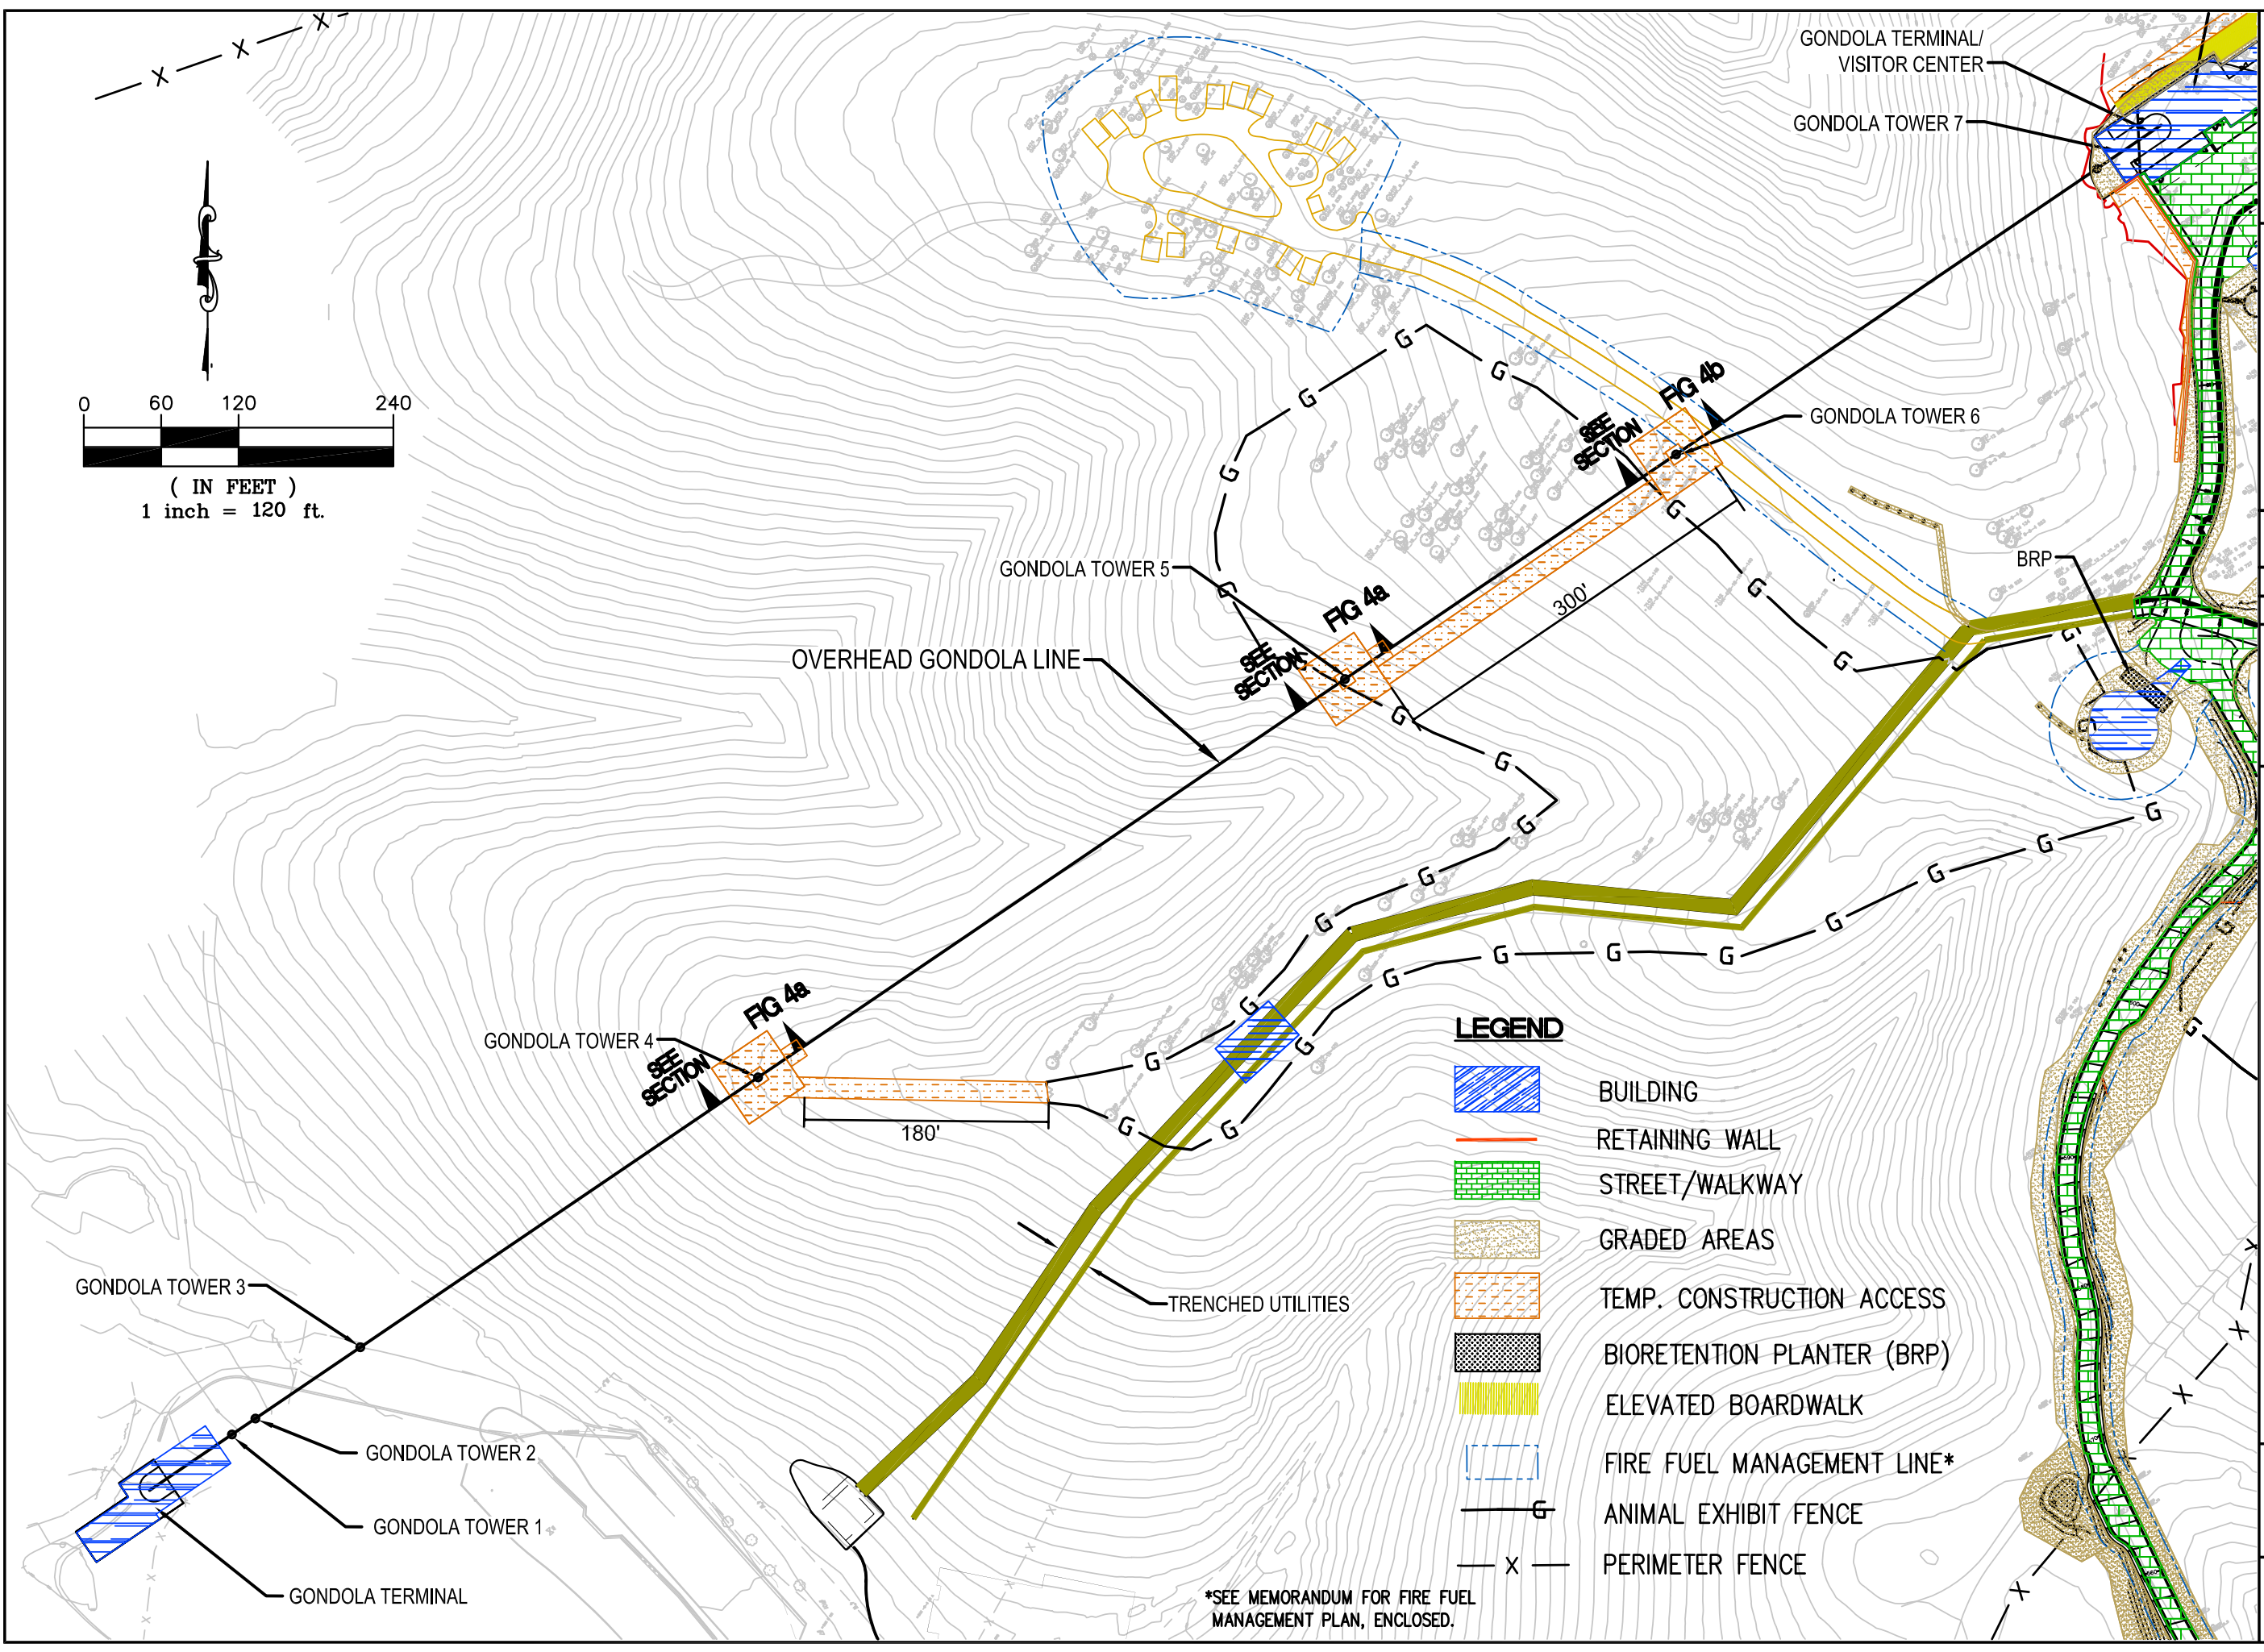 GONDOLA TERMINAL/
VISITOR CENTER
GONDOLA TOWER 7
0 60 120 240
( IN FEET )
1 inch = 120 ft.
FIG 4b
SEE
SECTION
GONDOLA TOWER 6
GONDOLA TOWER 5
300'
BRP
FIG 4a
SEE
SECTION
OVERHEAD GONDOLA LINE
FIG 4a
GONDOLA TOWER 4
SEE
SECTION
180'
GONDOLA TOWER 3
TRENCHED UTILITIES
GONDOLA TOWER 2
GONDOLA TOWER 1
GONDOLA TERMINAL
LEGEND
BUILDING
RETAINING WALL
STREET/WALKWAY
GRADED AREAS
TEMP. CONSTRUCTION ACCESS
BIORETENTION PLANTER (BRP)
ELEVATED BOARDWALK
FIRE FUEL MANAGEMENT LINE*
G ANIMAL EXHIBIT FENCE
X PERIMETER FENCE
*SEE MEMORANDUM FOR FIRE FUEL
MANAGEMENT PLAN, ENCLOSED.